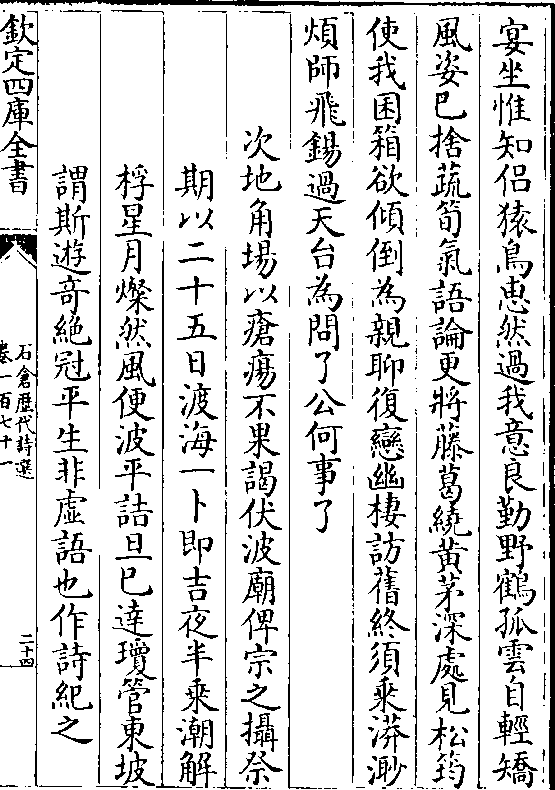 宴坐惟知侣猿鳥恵然過我意良勤野鶴孤雲自輕矯
風姿已捨蔬筍氣語論更將藤葛繞黄茅深處見松筠
使我困箱欲傾倒為親聊復戀幽棲訪舊終須乘漭渺
煩師飛錫過天台為問了公何事了
次地角場以瘡瘍不果謁伏波廟俾宗之攝祭
期以二十五日渡海一卜即吉夜半乘潮解
桴星月燦然風便波平詰旦已達瓊管東坡
謂斯遊奇絶冠平生非虚語也作詩紀之
欽定四庫全書
石倉歴代詩選
卷一百七十一
二十四